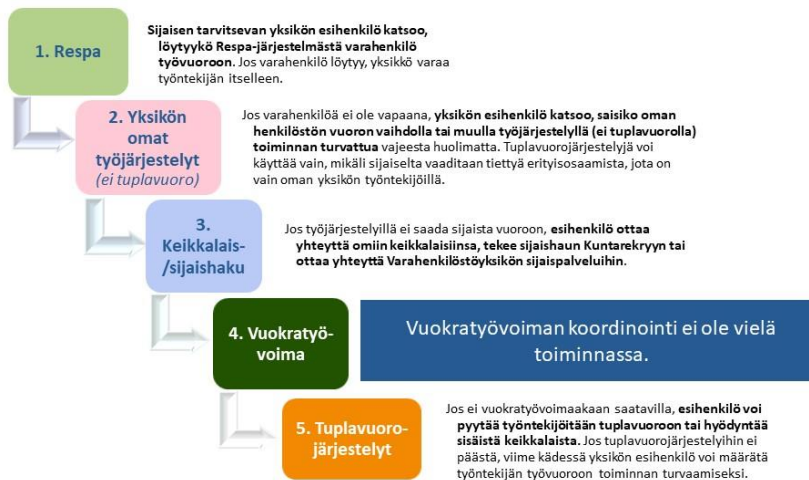 1. Respa
Sijaisen tarvitsevan yksikön esihenkilö katsoo,
löytyykö Respa-järjestelmästä varahenkilö
työvuoroon. Jos varahenkilö löytyy, yksikkö varaa
työntekijän itselleen.
2. Yksikön
omat
työjärjestelyt
(ei tuplavuoro)
Jos varahenkilöä ei ole vapaana, yksikön esihenkilö katsoo, saisiko oman
henkilöstön vuoron vaihdolla tai muulla työjärjestelyllä (ei tuplavuorolla)
toiminnan turvattua vajeesta huolimatta. Tuplavuorojärjestelyjä voi
käyttää vain, mikäli sijaiselta vaaditaan tiettyä erityisosaamista, jota on
vain oman yksikön työntekijöillä.
3.
Keikkalais-
/sijaishaku
Jos työjärjestelyillä ei saada sijaista vuoroon, esihenkilö ottaa
yhteyttä omiin keikkalaisiinsa, tekee sijaishaun Kuntarekryyn tai
ottaa yhteyttä Varahenkilöstöyksikön sijaispalveluihin.
4. Vuokratyö-
voima
Vuokratyövoiman koordinointi ei ole vielä
toiminnassa.
5. Tuplavuoro-
järjestelyt
Jos ei vuokratyövoimaakaan saatavilla, esihenkilö voi
pyytää työntekijöitään tuplavuoroon tai hyödyntää
sisäistä keikkalaista. Jos tuplavuorojärjestelyihin ei
päästä, viime kädessä yksikön esihenkilö voi määrätä
työntekijän työvuoroon toiminnan turvaamiseksi.